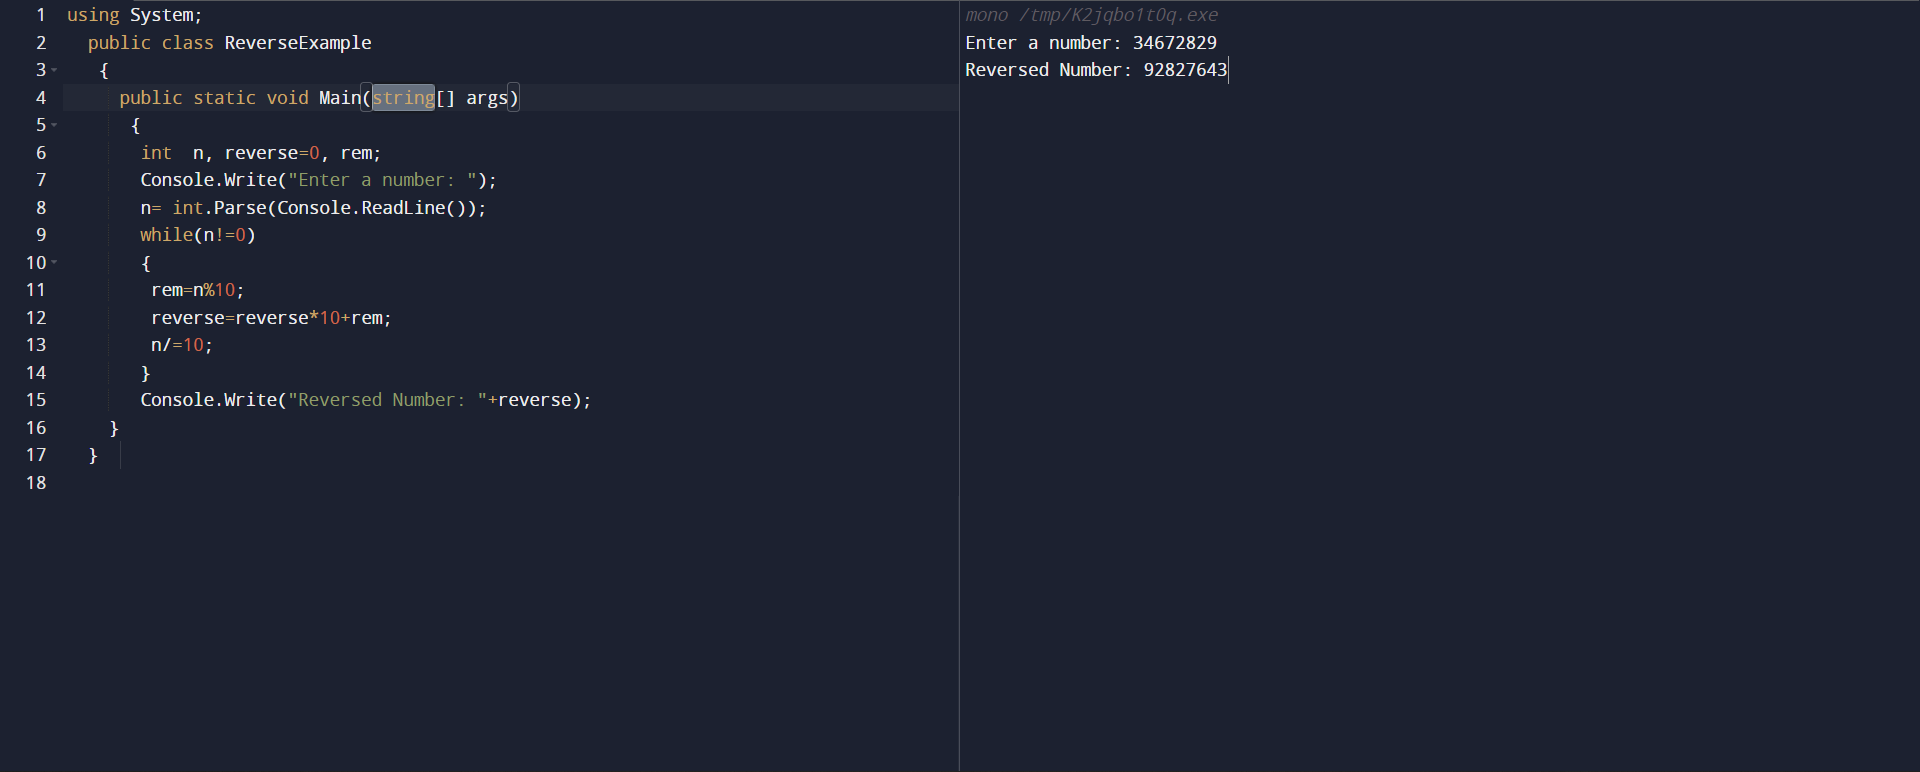 1 using System;
2 public class ReverseExample
3 {
4 public static void Main(string[] args)
5 {
6 int  n, reverse=0, rem;
7 Console.Write("Enter a number: ");
8 n= int.Parse(Console.ReadLine());
9 while(n!=0)
10 {
11 rem=n%10;
12 reverse=reverse*10+rem;
13 n/=10;
14 }
15 Console.Write("Reversed Number: "+reverse);
16 }
17 }
18
mono /tmp/K2jqbo1tOq.exe
Enter a number: 34672829
Reversed Number: 92827643